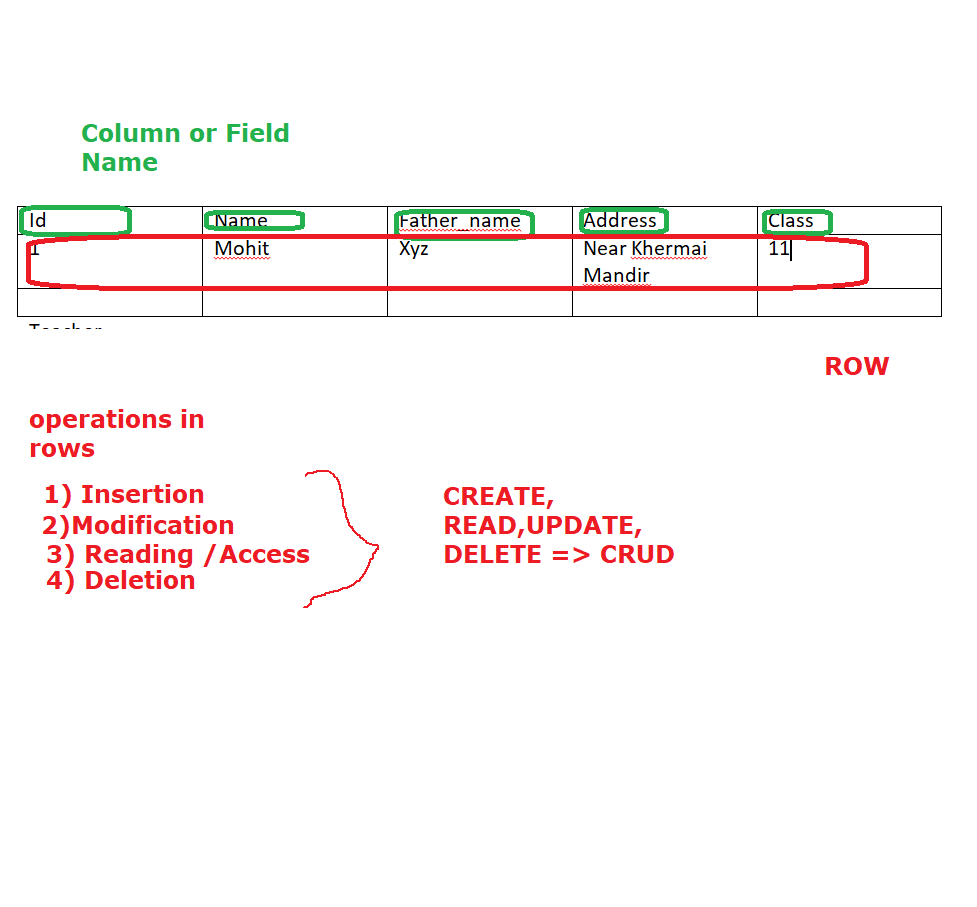 Column or Field
Name
Id Name Father_name Address Class
1 Mohit Xyz Near Khermai 11
Mandir
Teacher
ROW
operations in
rows
1) Insertion
2)Modification
3) Reading /Access
4) Deletion
CREATE,
READ,UPDATE,
DELETE => CRUD